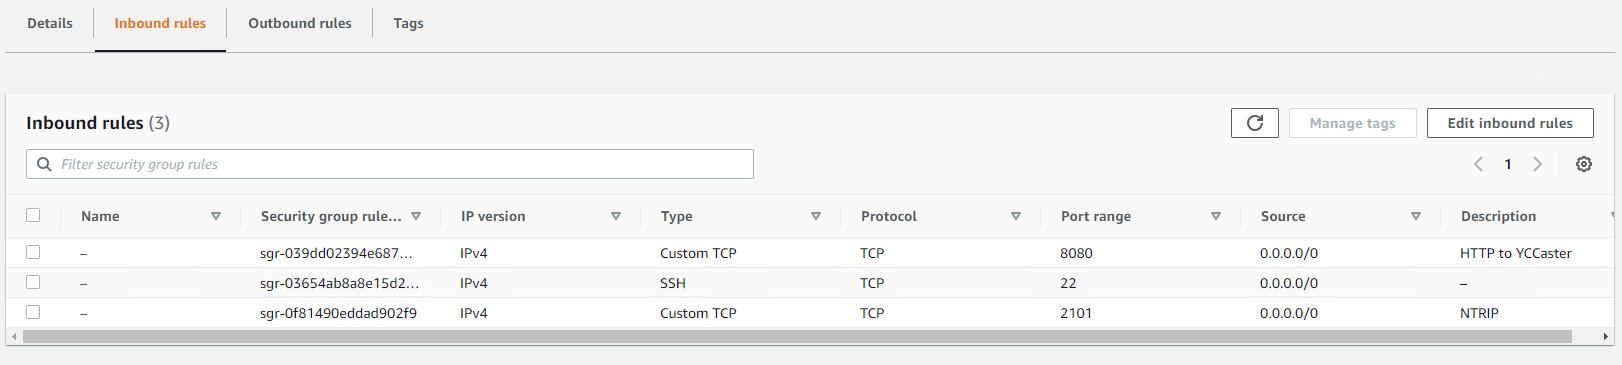 Details Inbound rules Outbound rules Tags
Inbound rules (3) Manage tags Edit inbound rules
Filter security group rules 1
Name Security group rule... IP version Type Protocol Port range Source Description
– sgr-039dd02394e687... IPv4 Custom TCP TCP 8080 0.0.0.0/0 HTTP to YCCaster
– sgr-03654ab8a8e15d2... IPv4 SSH TCP 22 0.0.0.0/0 –
– sgr-0f81490eddad902f9 IPv4 Custom TCP TCP 2101 0.0.0.0/0 NTRIP